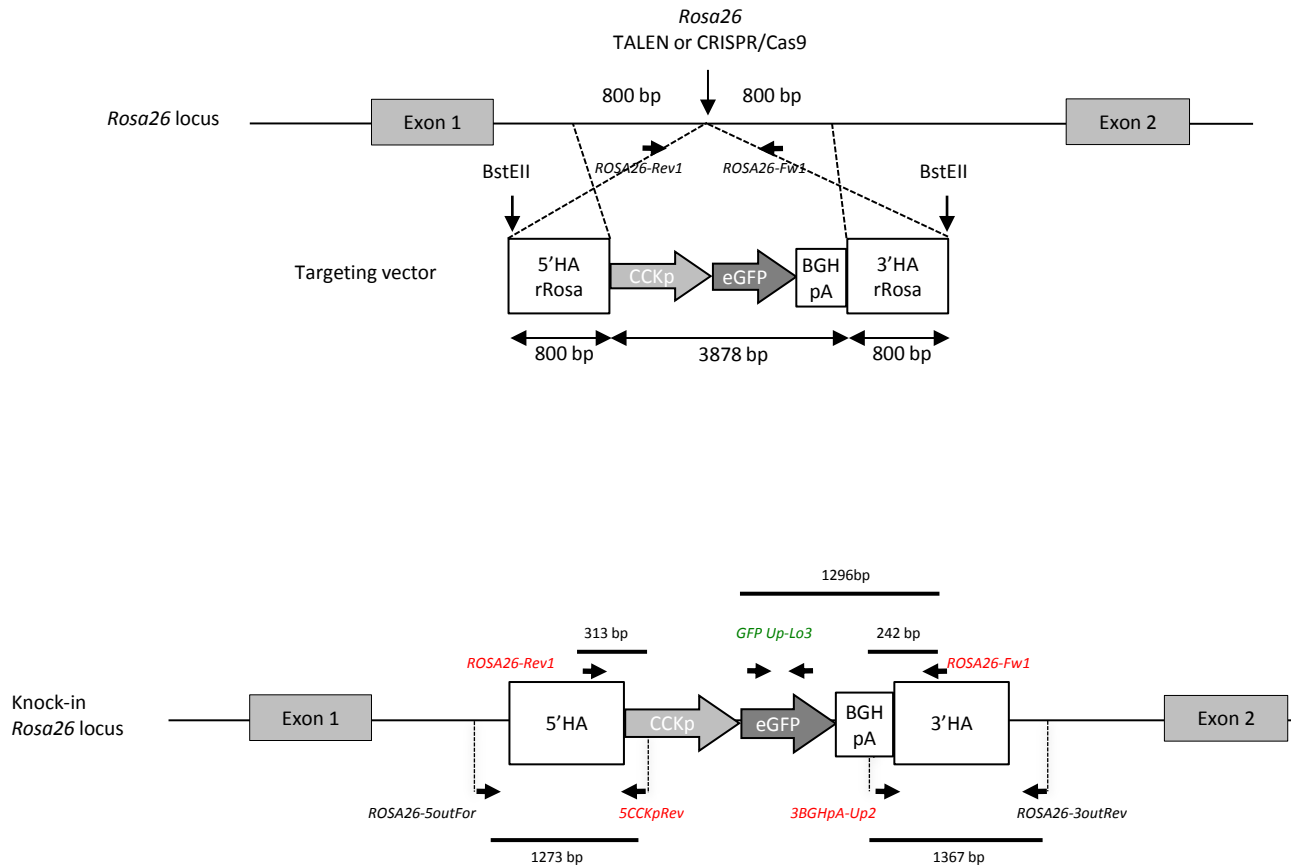 Rosa26
TALEN or CRISPR/Cas9
800 bp
800 bp
Rosa26 locus
Exon 1
Exon 2
ROSA26-Rev1
ROSA26-Fw1
BstEII
BstEII
Targeting vector
5'HA
rRosa
CCKp
eGFP
BGH
pA
3'HA
rRosa
800 bp
3878 bp
800 bp
1296bp
GFP Up-Lo3
313 bp
242 bp
ROSA26-Rev1
ROSA26-Fw1
Knock-in
Rosa26 locus
Exon 1
5'HA
CCKp
eGFP
BGH
pA
3'HA
Exon 2
ROSA26-5outFor
5CCKpRev
3BGHpA-Up2
ROSA26-3outRev
1273 bp
1367 bp